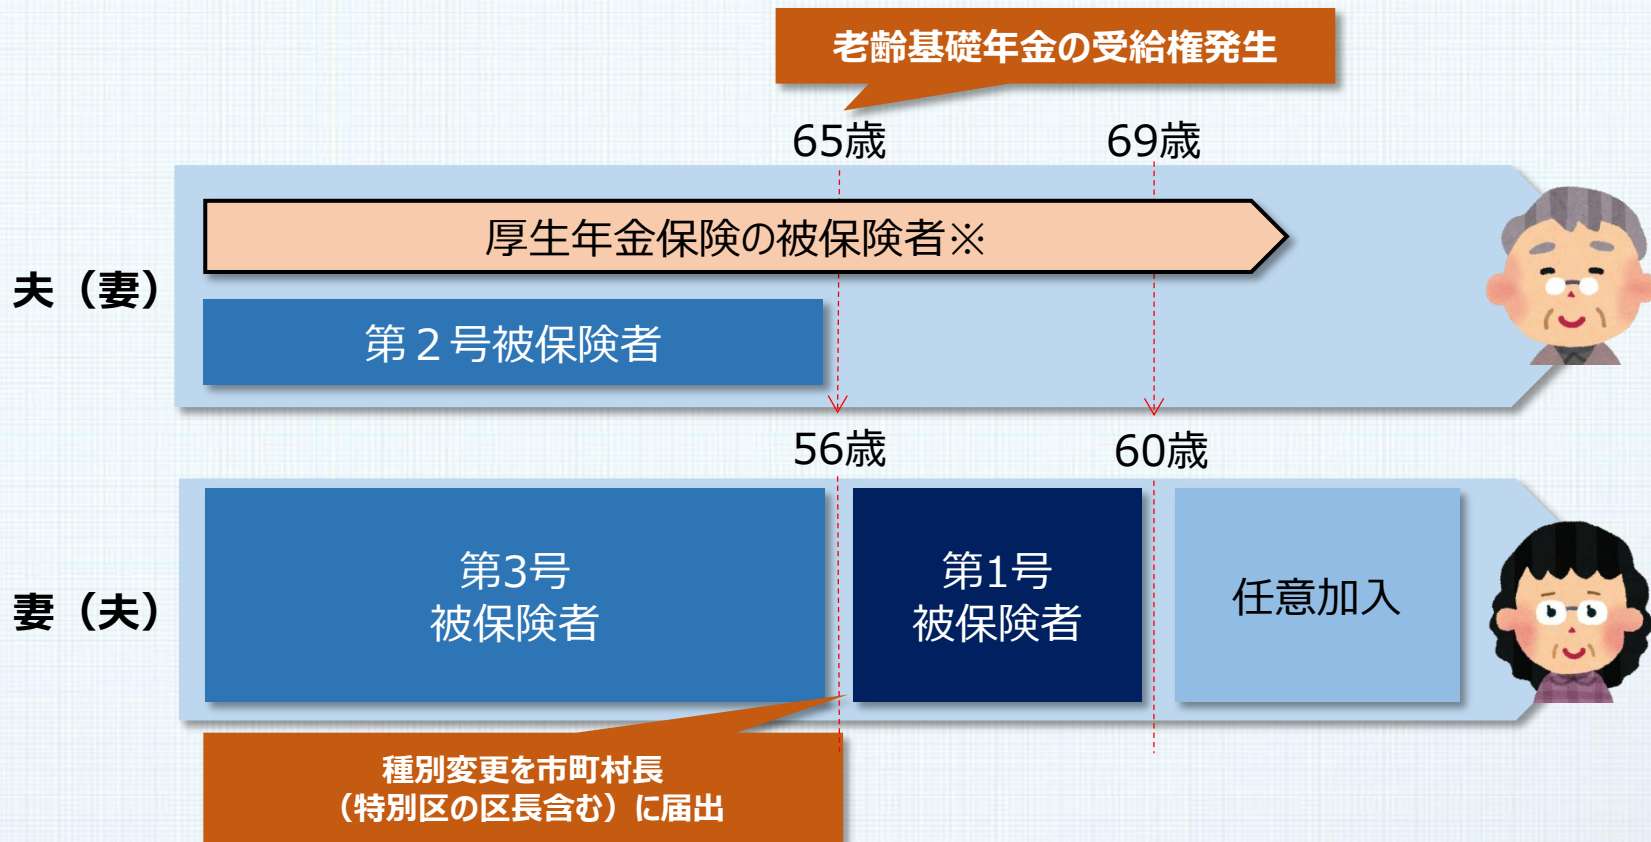 老齢基礎年金の受給権発生
65歳
69歳
厚生年金保険の被保険者※
夫（妻）
第２号被保険者
56歳
60歳
妻（夫）
第3号
被保険者
第1号
被保険者
任意加入
種別変更を市町村長
（特別区の区長含む）に届出